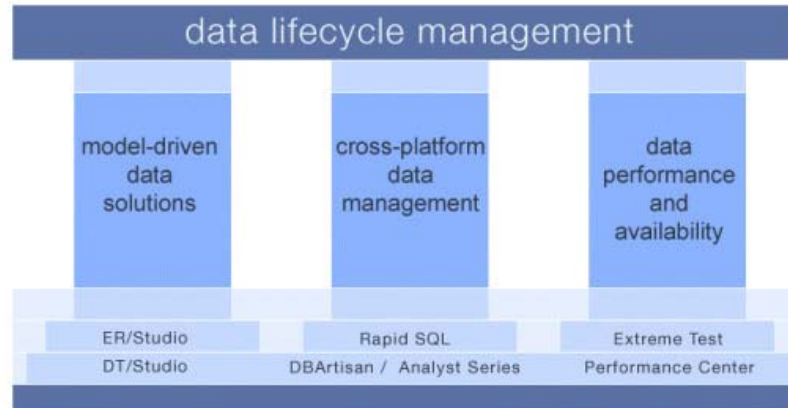 data lifecycle management
model-driven
data
solutions
cross-platform
data
management
data
performance
and
availability
ER/Studio
Rapid SQL
Extreme Test
DT/Studio
DBArtisan / Analyst Series
Performance Center